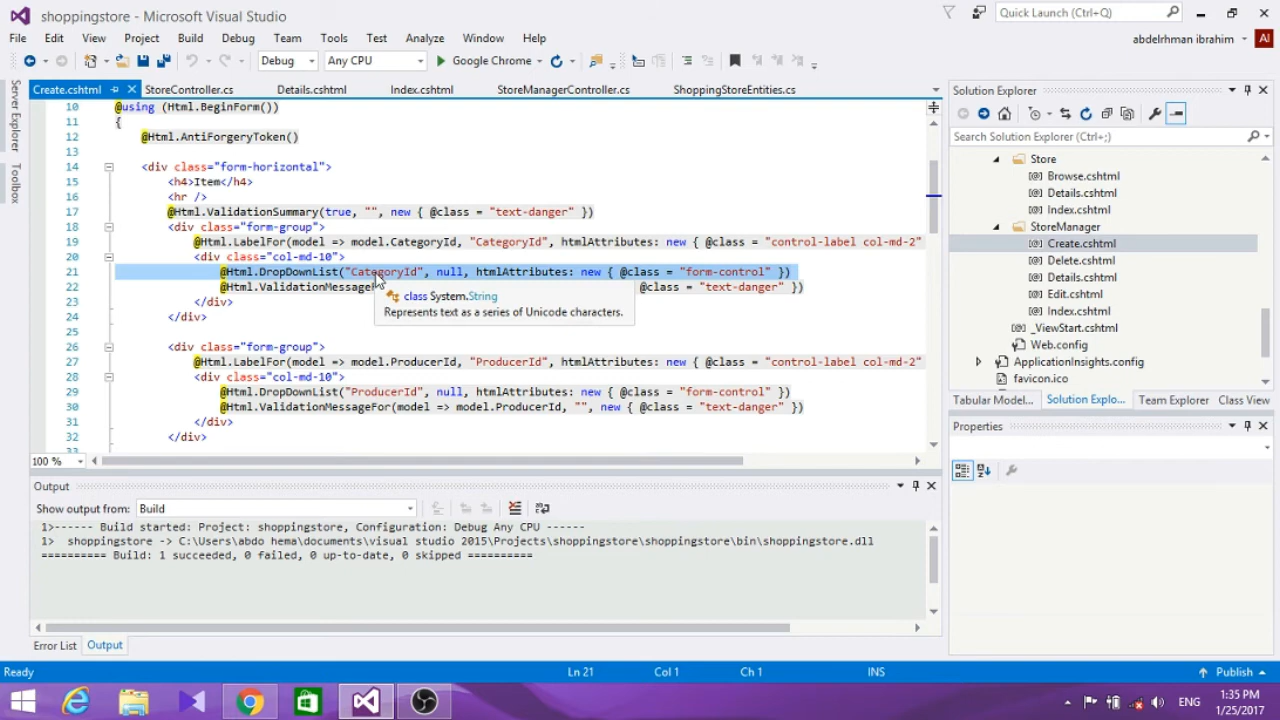 shoppingstore - Microsoft Visual Studio
Quick Launch (Ctrl+Q)
File Edit View Project Build Debug Team Tools Test Analyze Window Help
abdelrhman ibrahim AI
Debug Any CPU Google Chrome
Server Explorer
Toolbox
Create.cshtml StoreController.cs Details.cshtml Index.cshtml StoreManagerController.cs ShoppingStoreEntities.cs
10 @using (Html.BeginForm())
11 {
12 @Html.AntiForgeryToken()
13
14 <div class="form-horizontal">
15 <h4>Item</h4>
16 <hr />
17 @Html.ValidationSummary(true, "", new { @class = "text-danger" })
18 <div class="form-group">
19 @Html.LabelFor(model => model.CategoryId, "CategoryId", htmlAttributes: new { @class = "control-label col-md-2"
20 <div class="col-md-10">
21 @Html.DropDownList("CategoryId", null, htmlAttributes: new { @class = "form-control" })
22 @Html.ValidationMessageF @class = "text-danger" })
class System.String
Represents text as a series of Unicode characters.
23 </div>
24 </div>
25
26 <div class="form-group">
27 @Html.LabelFor(model => model.ProducerId, "ProducerId", htmlAttributes: new { @class = "control-label col-md-2"
28 <div class="col-md-10">
29 @Html.DropDownList("ProducerId", null, htmlAttributes: new { @class = "form-control" })
30 @Html.ValidationMessageFor(model => model.ProducerId, "", new { @class = "text-danger" })
31 </div>
32 </div>
100 %
Solution Explorer
Search Solution Explorer (Ctrl+;)
Store
Browse.cshtml
Details.cshtml
Index.cshtml
StoreManager
Create.cshtml
Delete.cshtml
Details.cshtml
Edit.cshtml
Index.cshtml
_ViewStart.cshtml
Web.config
ApplicationInsights.config
favicon.ico
Tabular Model... Solution Explo... Team Explorer Class View
Properties
Output
Show output from: Build
1>------ Build started: Project: shoppingstore, Configuration: Debug Any CPU ------
1> shoppingstore -> C:\Users\abdo hema\documents\visual studio 2015\Projects\shoppingstore\shoppingstore\bin\shoppingstore.dll
========== Build: 1 succeeded, 0 failed, 0 up-to-date, 0 skipped ==========
Error List Output
Ready Ln 21 Col 1 Ch 1 INS Publish
ENG
1:35 PM
1/25/2017